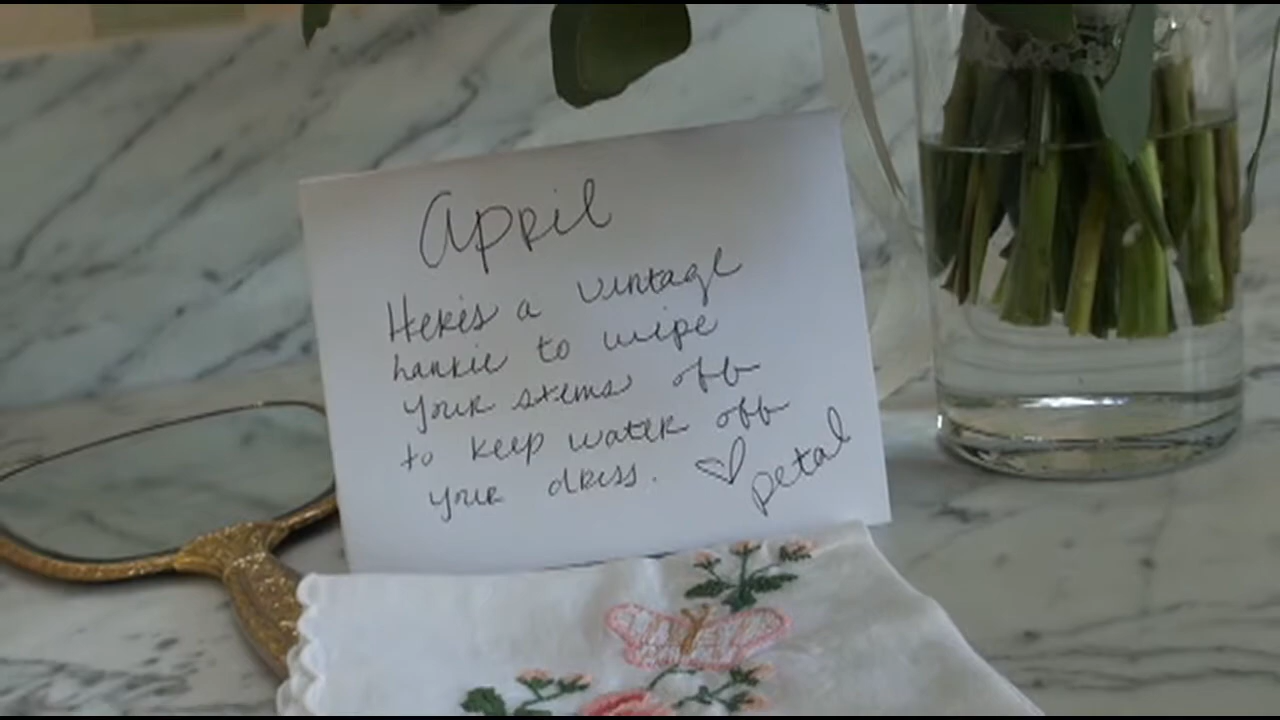 April
Here's a vintage
hankie to wipe
your stems off
to keep water off
your dress. ♡ petal